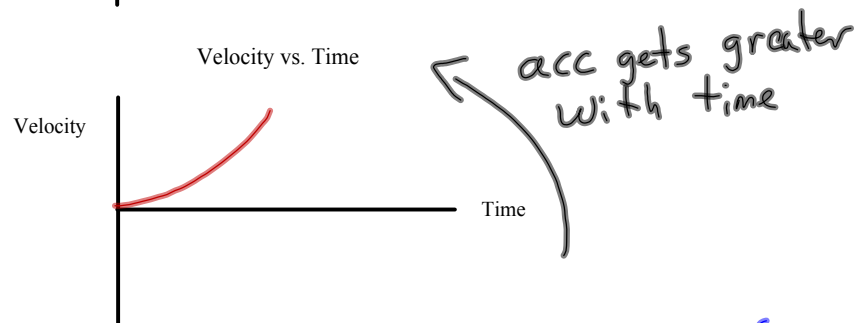 Velocity vs. Time
acc gets greater
with time
Velocity
Time